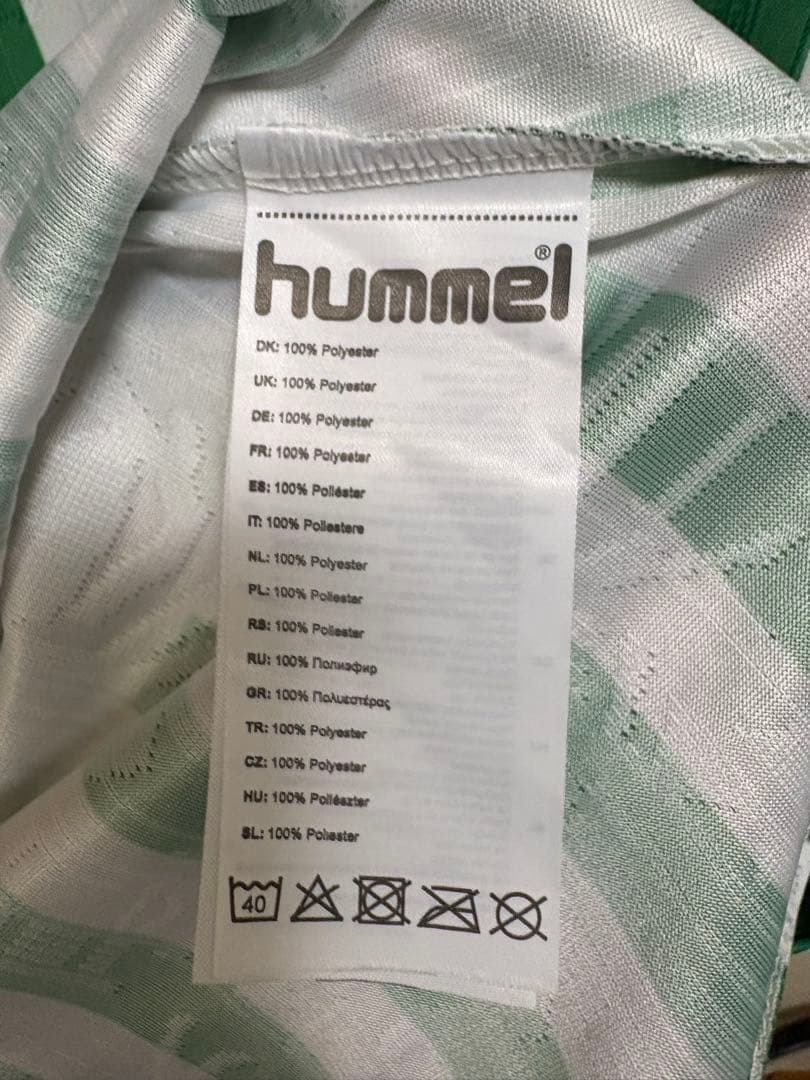 hummel®
DK: 100% Polyester
UK: 100% Polyester
DE: 100% Polyester
FR: 100% Polyester
ES: 100% Poliéster
IT: 100% Poliestere
NL: 100% Polyester
PL: 100% Poliester
RS: 100% Poliester
RU: 100% Полиэфир
GR: 100% Πολυεστέρας
TR: 100% Polyester
CZ: 100% Polyester
HU: 100% Poliészter
SL: 100% Poliester
40